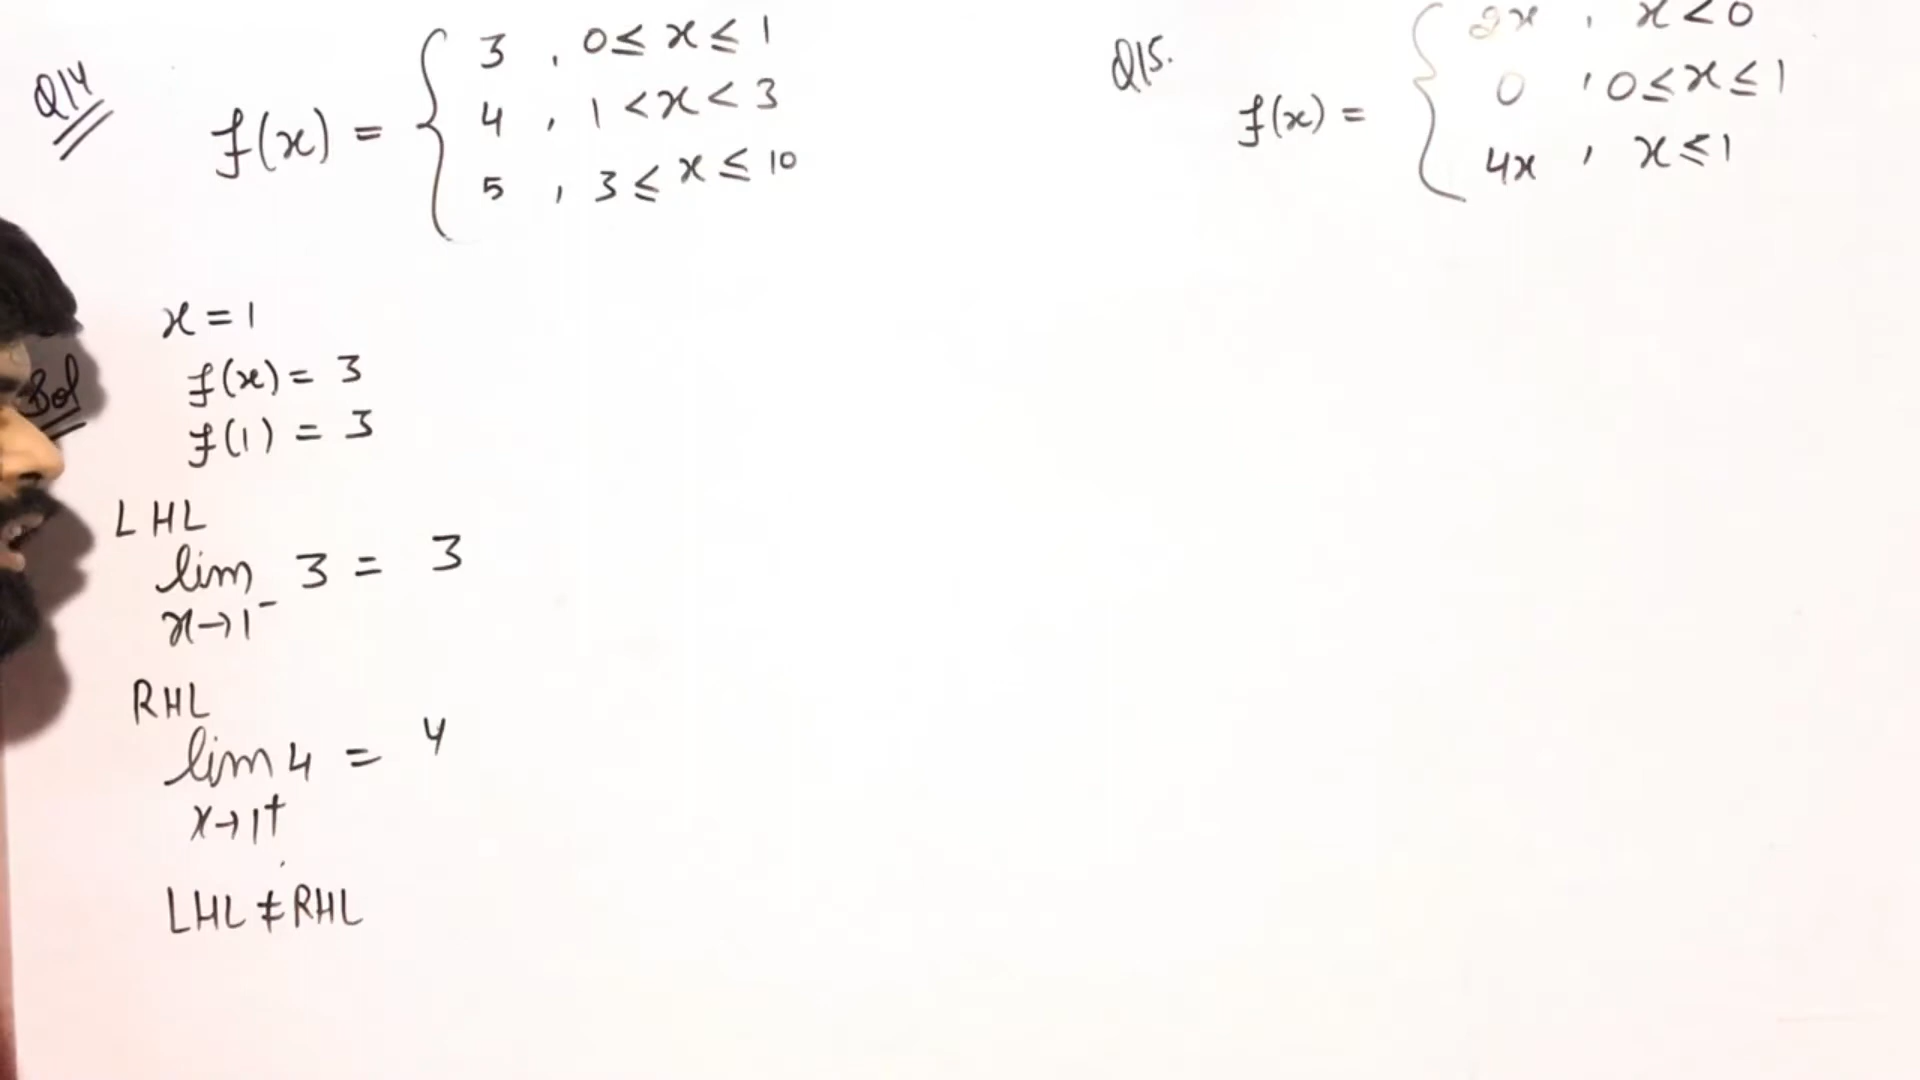 Q14
f(x) = { 3 , 0 ≤ x ≤ 1
4 , 1 < x < 3
5 , 3 ≤ x ≤ 10
x = 1
Sol
f(x) = 3
f(1) = 3
LHL
lim 3 = 3
x→1⁻
RHL
lim 4 = 4
x→1⁺
LHL ≠ RHL
Q15.
f(x) = { 2x , x < 0
0 , 0 ≤ x ≤ 1
4x , x ≤ 1